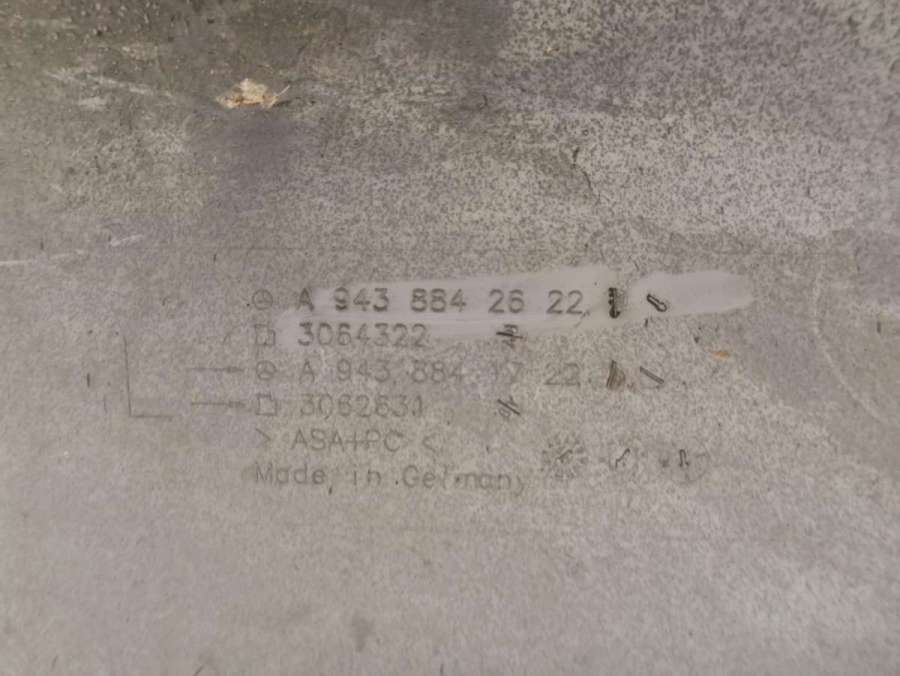 A 943 884 26 22
3064322
A 943 884 17 22
3062631
> ASA+PC <
Made in Germany